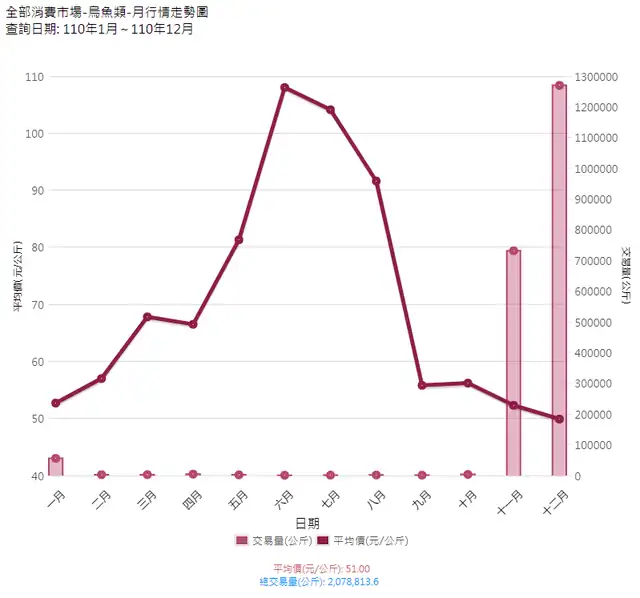 全部消費市場-烏魚類-月行情走勢圖
查詢日期: 110年1月～110年12月
110
100
90
80
70
60
50
40
平均價(元/公斤)
1300000
1200000
1100000
1000000
900000
800000
700000
600000
500000
400000
300000
200000
100000
0
交易量(公斤)
一月
二月
三月
四月
五月
六月
七月
八月
九月
十月
十一月
十二月
日期
交易量(公斤) 平均價(元/公斤)
平均價(元/公斤): 51.00
總交易量(公斤): 2,078,813.6